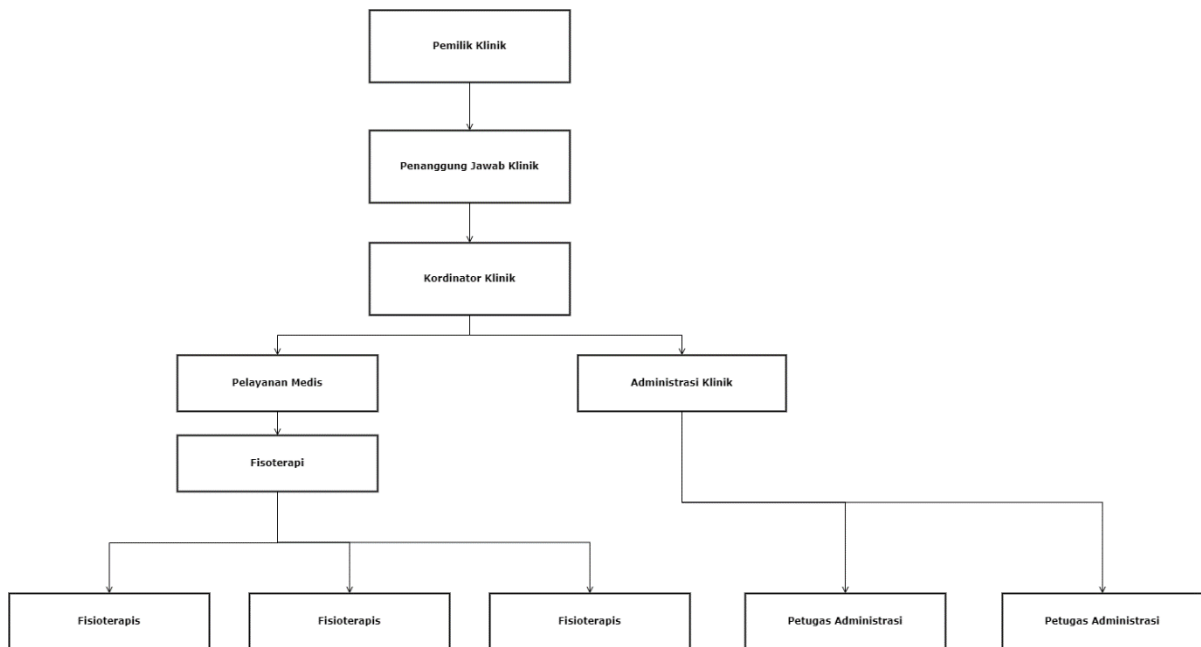 Pemilik Klinik
Penanggung Jawab Klinik
Kordinator Klinik
Pelayanan Medis
Administrasi Klinik
Fisoterapi
Fisioterapis
Fisioterapis
Fisioterapis
Petugas Administrasi
Petugas Administrasi